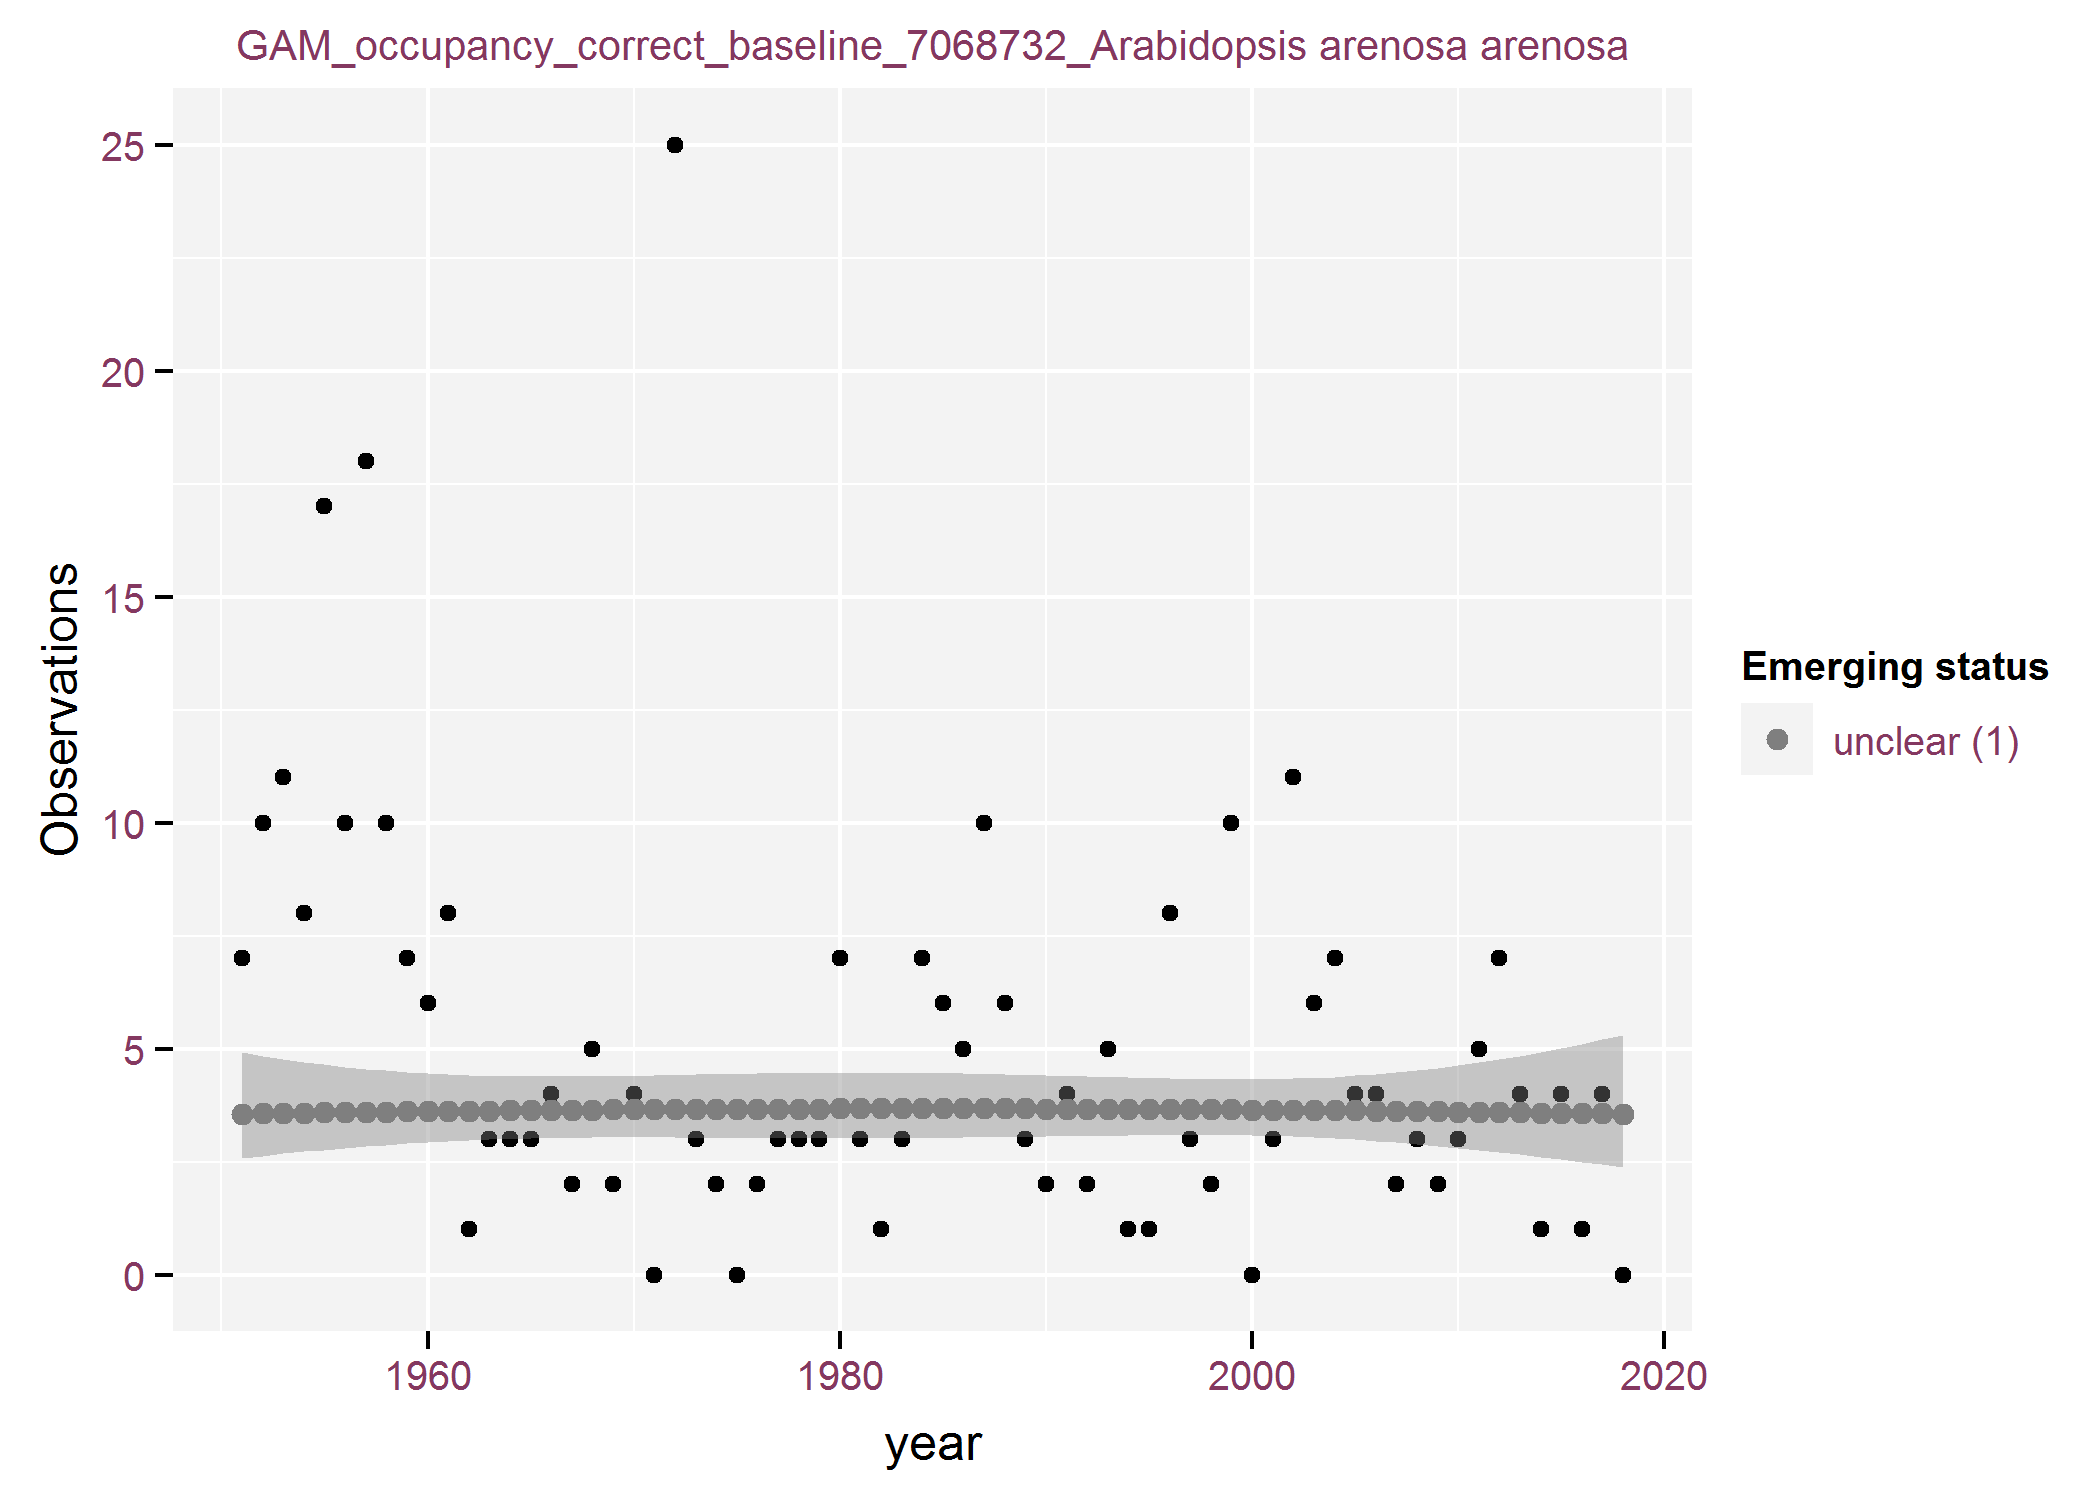 GAM_occupancy_correct_baseline_7068732_Arabidopsis arenosa arenosa
25
20
15
10
5
0
Observations
1960 1980 2000 2020
year
Emerging status
unclear (1)